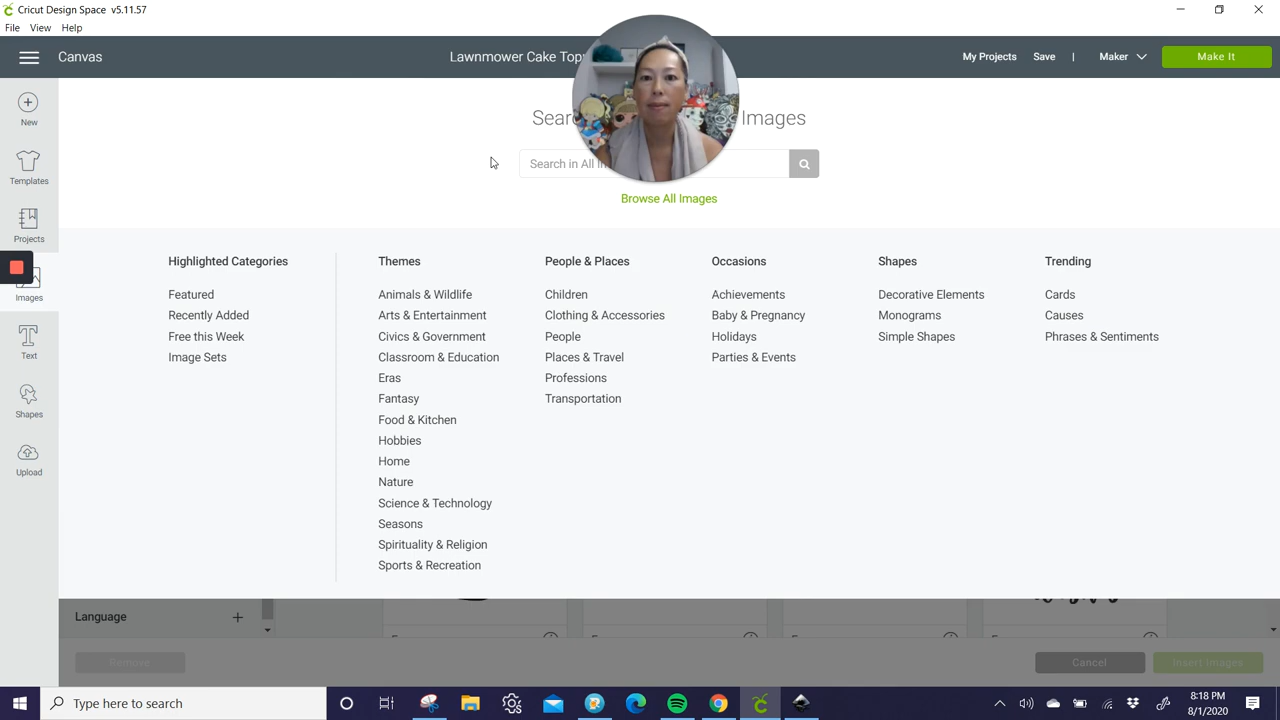 Cricut Design Space v5.11.57
File View Help
Canvas
Lawnmower Cake
My Projects Save | Maker Make It
New
Templates
Projects
Images
Text
Shapes
Upload
Images
Search in All
Browse All Images
Highlighted Categories
Featured
Recently Added
Free this Week
Image Sets
Themes
Animals & Wildlife
Arts & Entertainment
Civics & Government
Classroom & Education
Eras
Fantasy
Food & Kitchen
Hobbies
Home
Nature
Science & Technology
Seasons
Spirituality & Religion
Sports & Recreation
People & Places
Children
Clothing & Accessories
People
Places & Travel
Professions
Transportation
Occasions
Achievements
Baby & Pregnancy
Holidays
Parties & Events
Shapes
Decorative Elements
Monograms
Simple Shapes
Trending
Cards
Causes
Phrases & Sentiments
Language +
Remove
Cancel Insert Images
Type here to search
8:18 PM
8/1/2020